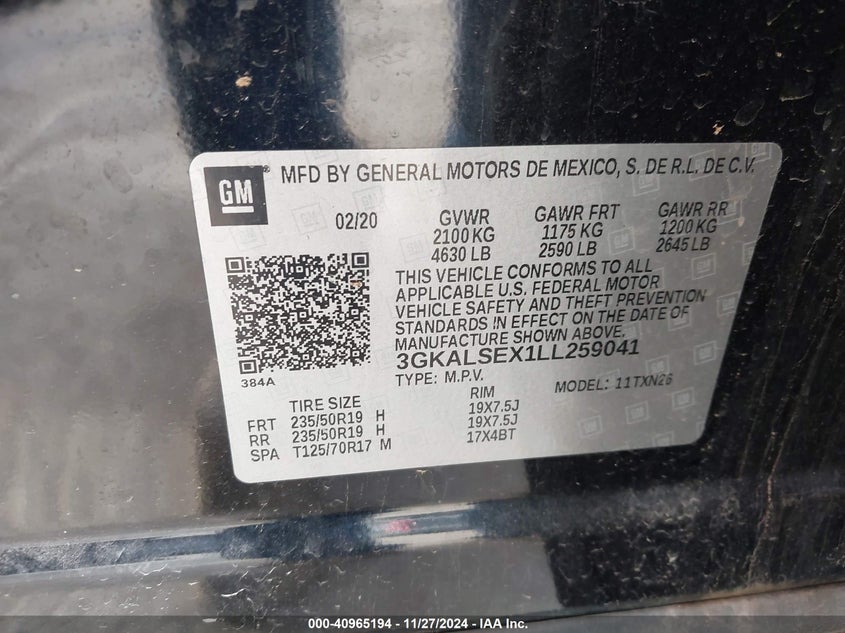 GM
MFD BY GENERAL MOTORS DE MEXICO, S. DE R.L. DE C.V.
02/20 GVWR GAWR FRT GAWR RR
2100 KG 1175 KG 1200 KG
4630 LB 2590 LB 2645 LB
THIS VEHICLE CONFORMS TO ALL
APPLICABLE U.S. FEDERAL MOTOR
VEHICLE SAFETY AND THEFT PREVENTION
STANDARDS IN EFFECT ON THE DATE OF
MANUFACTURE SHOWN ABOVE.
3GKALSEX1LL259041
384A
TYPE: M.P.V. MODEL: 11TXN26
TIRE SIZE RIM
FRT 235/50R19 H 19X7.5J
RR 235/50R19 H 19X7.5J
SPA T125/70R17 M 17X4BT
000-40965194 - 11/27/2024 - WWW.IAAI.COM